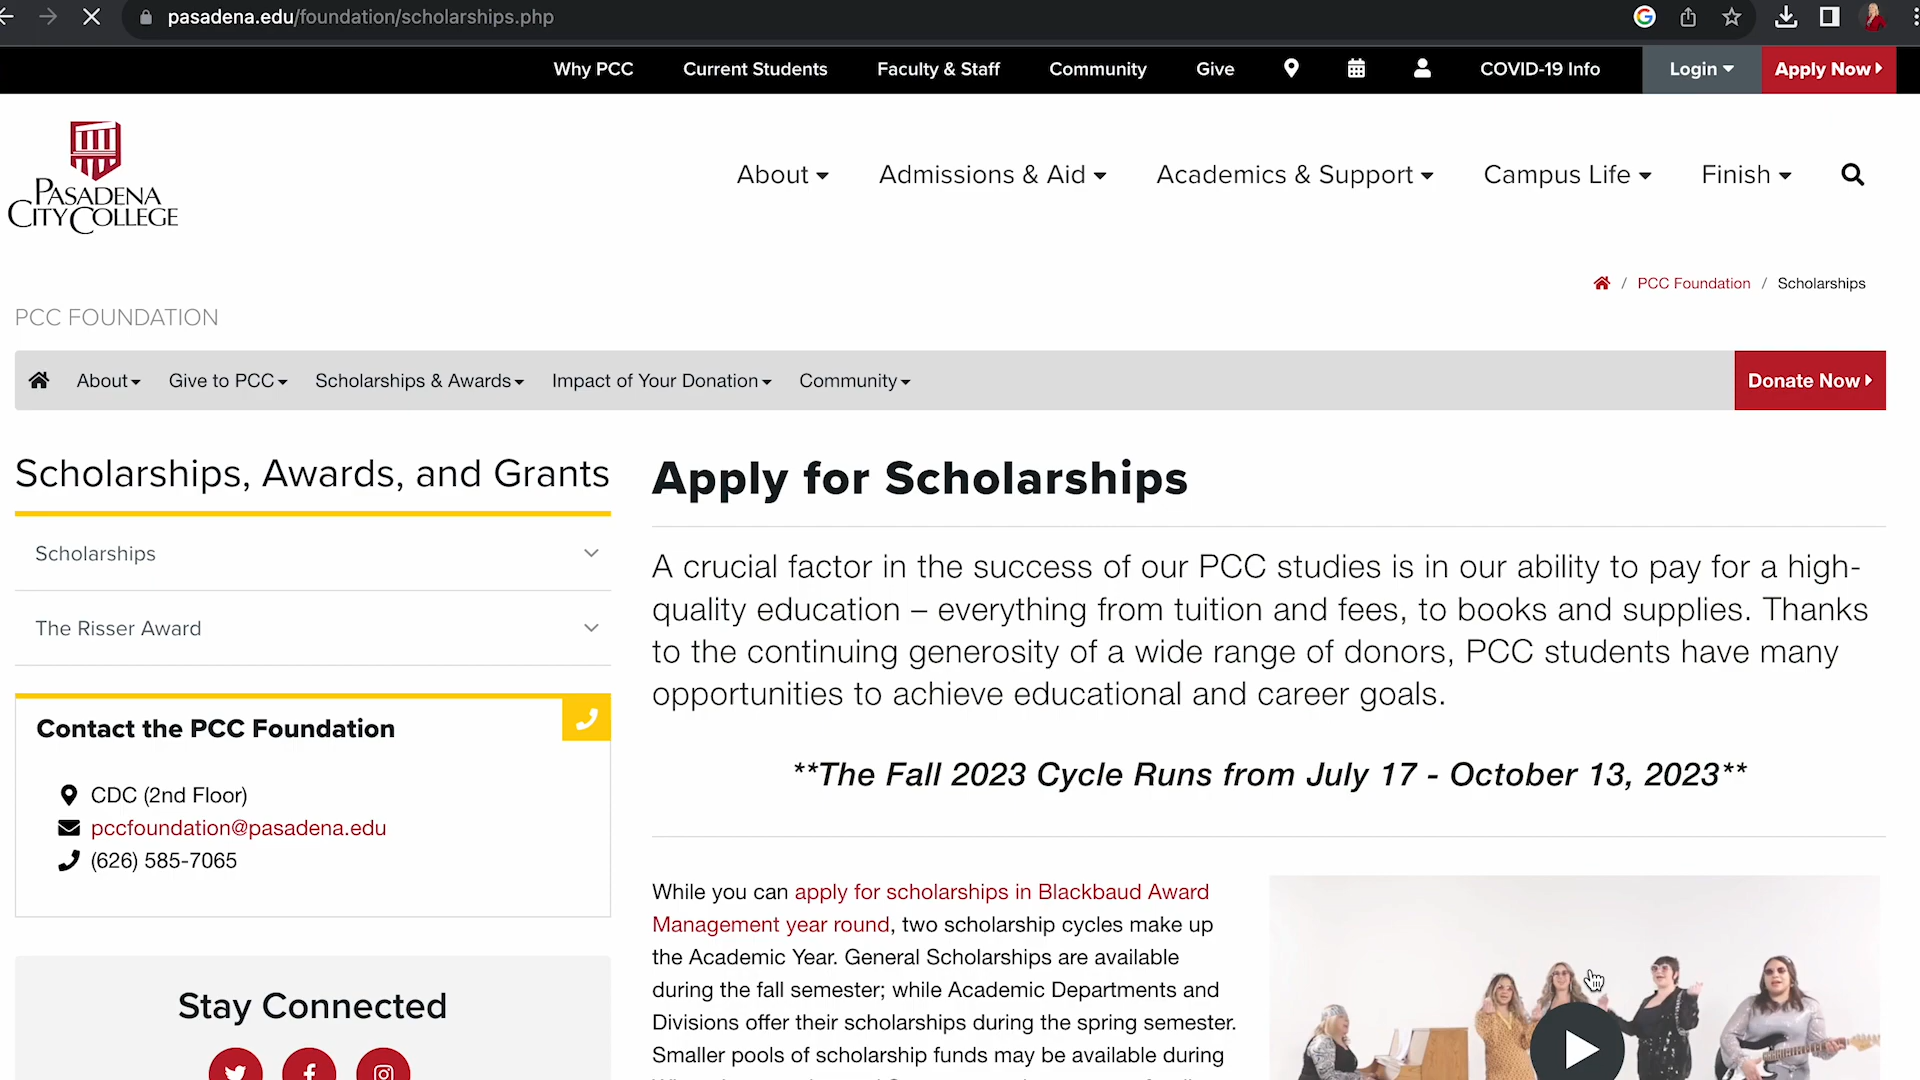 pasadena.edu/foundation/scholarships.php
Why PCC Current Students Faculty & Staff Community Give COVID-19 Info Login Apply Now
PASADENA
CITY COLLEGE
About Admissions & Aid Academics & Support Campus Life Finish
/ PCC Foundation / Scholarships
PCC FOUNDATION
About Give to PCC Scholarships & Awards Impact of Your Donation Community Donate Now
Scholarships, Awards, and Grants
Scholarships
The Risser Award
Contact the PCC Foundation
CDC (2nd Floor)
pccfoundation@pasadena.edu
(626) 585-7065
Stay Connected
Apply for Scholarships
A crucial factor in the success of our PCC studies is in our ability to pay for a high-
quality education – everything from tuition and fees, to books and supplies. Thanks
to the continuing generosity of a wide range of donors, PCC students have many
opportunities to achieve educational and career goals.
**The Fall 2023 Cycle Runs from July 17 - October 13, 2023**
While you can apply for scholarships in Blackbaud Award
Management year round, two scholarship cycles make up
the Academic Year. General Scholarships are available
during the fall semester; while Academic Departments and
Divisions offer their scholarships during the spring semester.
Smaller pools of scholarship funds may be available during